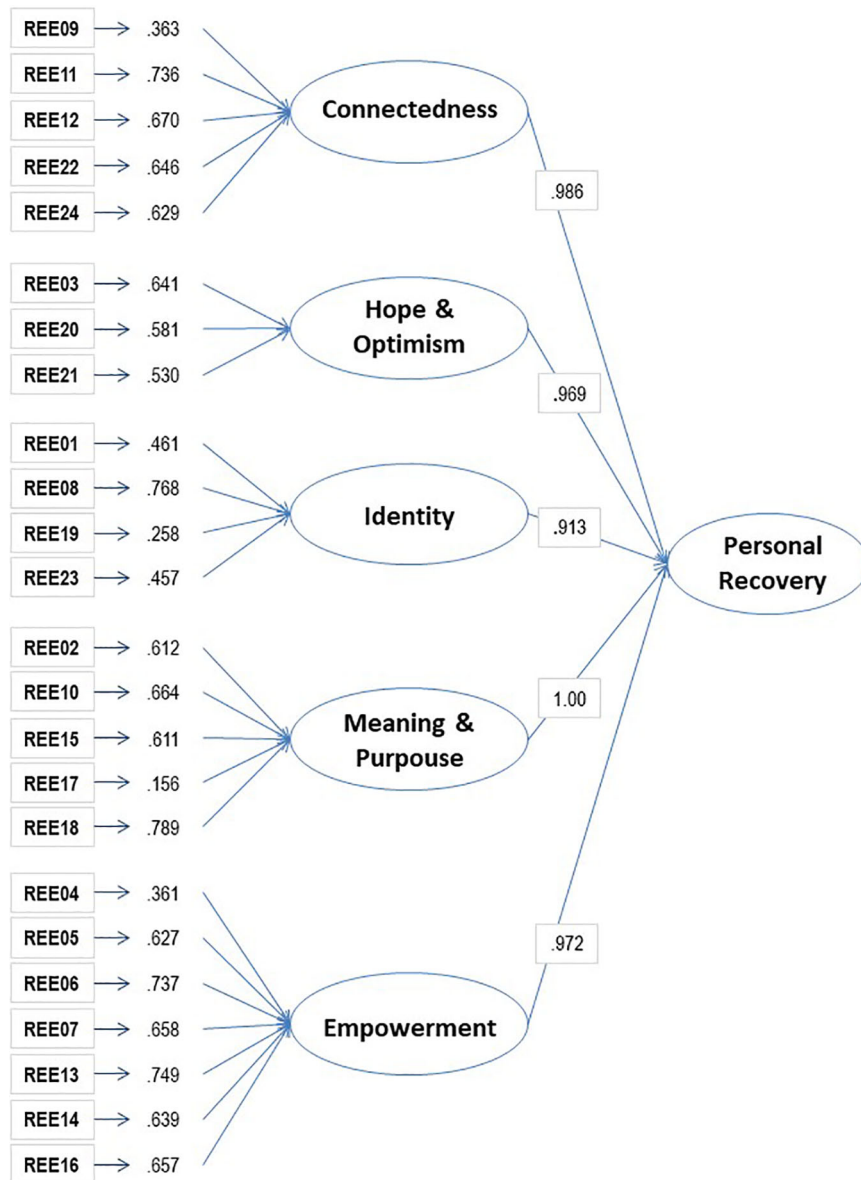 REE09 .363
REE11 .736
REE12 .670
REE22 .646
REE24 .629
Connectedness
.986
REE03 .641
REE20 .581
REE21 .530
Hope &
Optimism
.969
REE01 .461
REE08 .768
REE19 .258
REE23 .457
Identity
.913
REE02 .612
REE10 .664
REE15 .611
REE17 .156
REE18 .789
Meaning &
Purpouse
1.00
REE04 .361
REE05 .627
REE06 .737
REE07 .658
REE13 .749
REE14 .639
REE16 .657
Empowerment
.972
Personal
Recovery